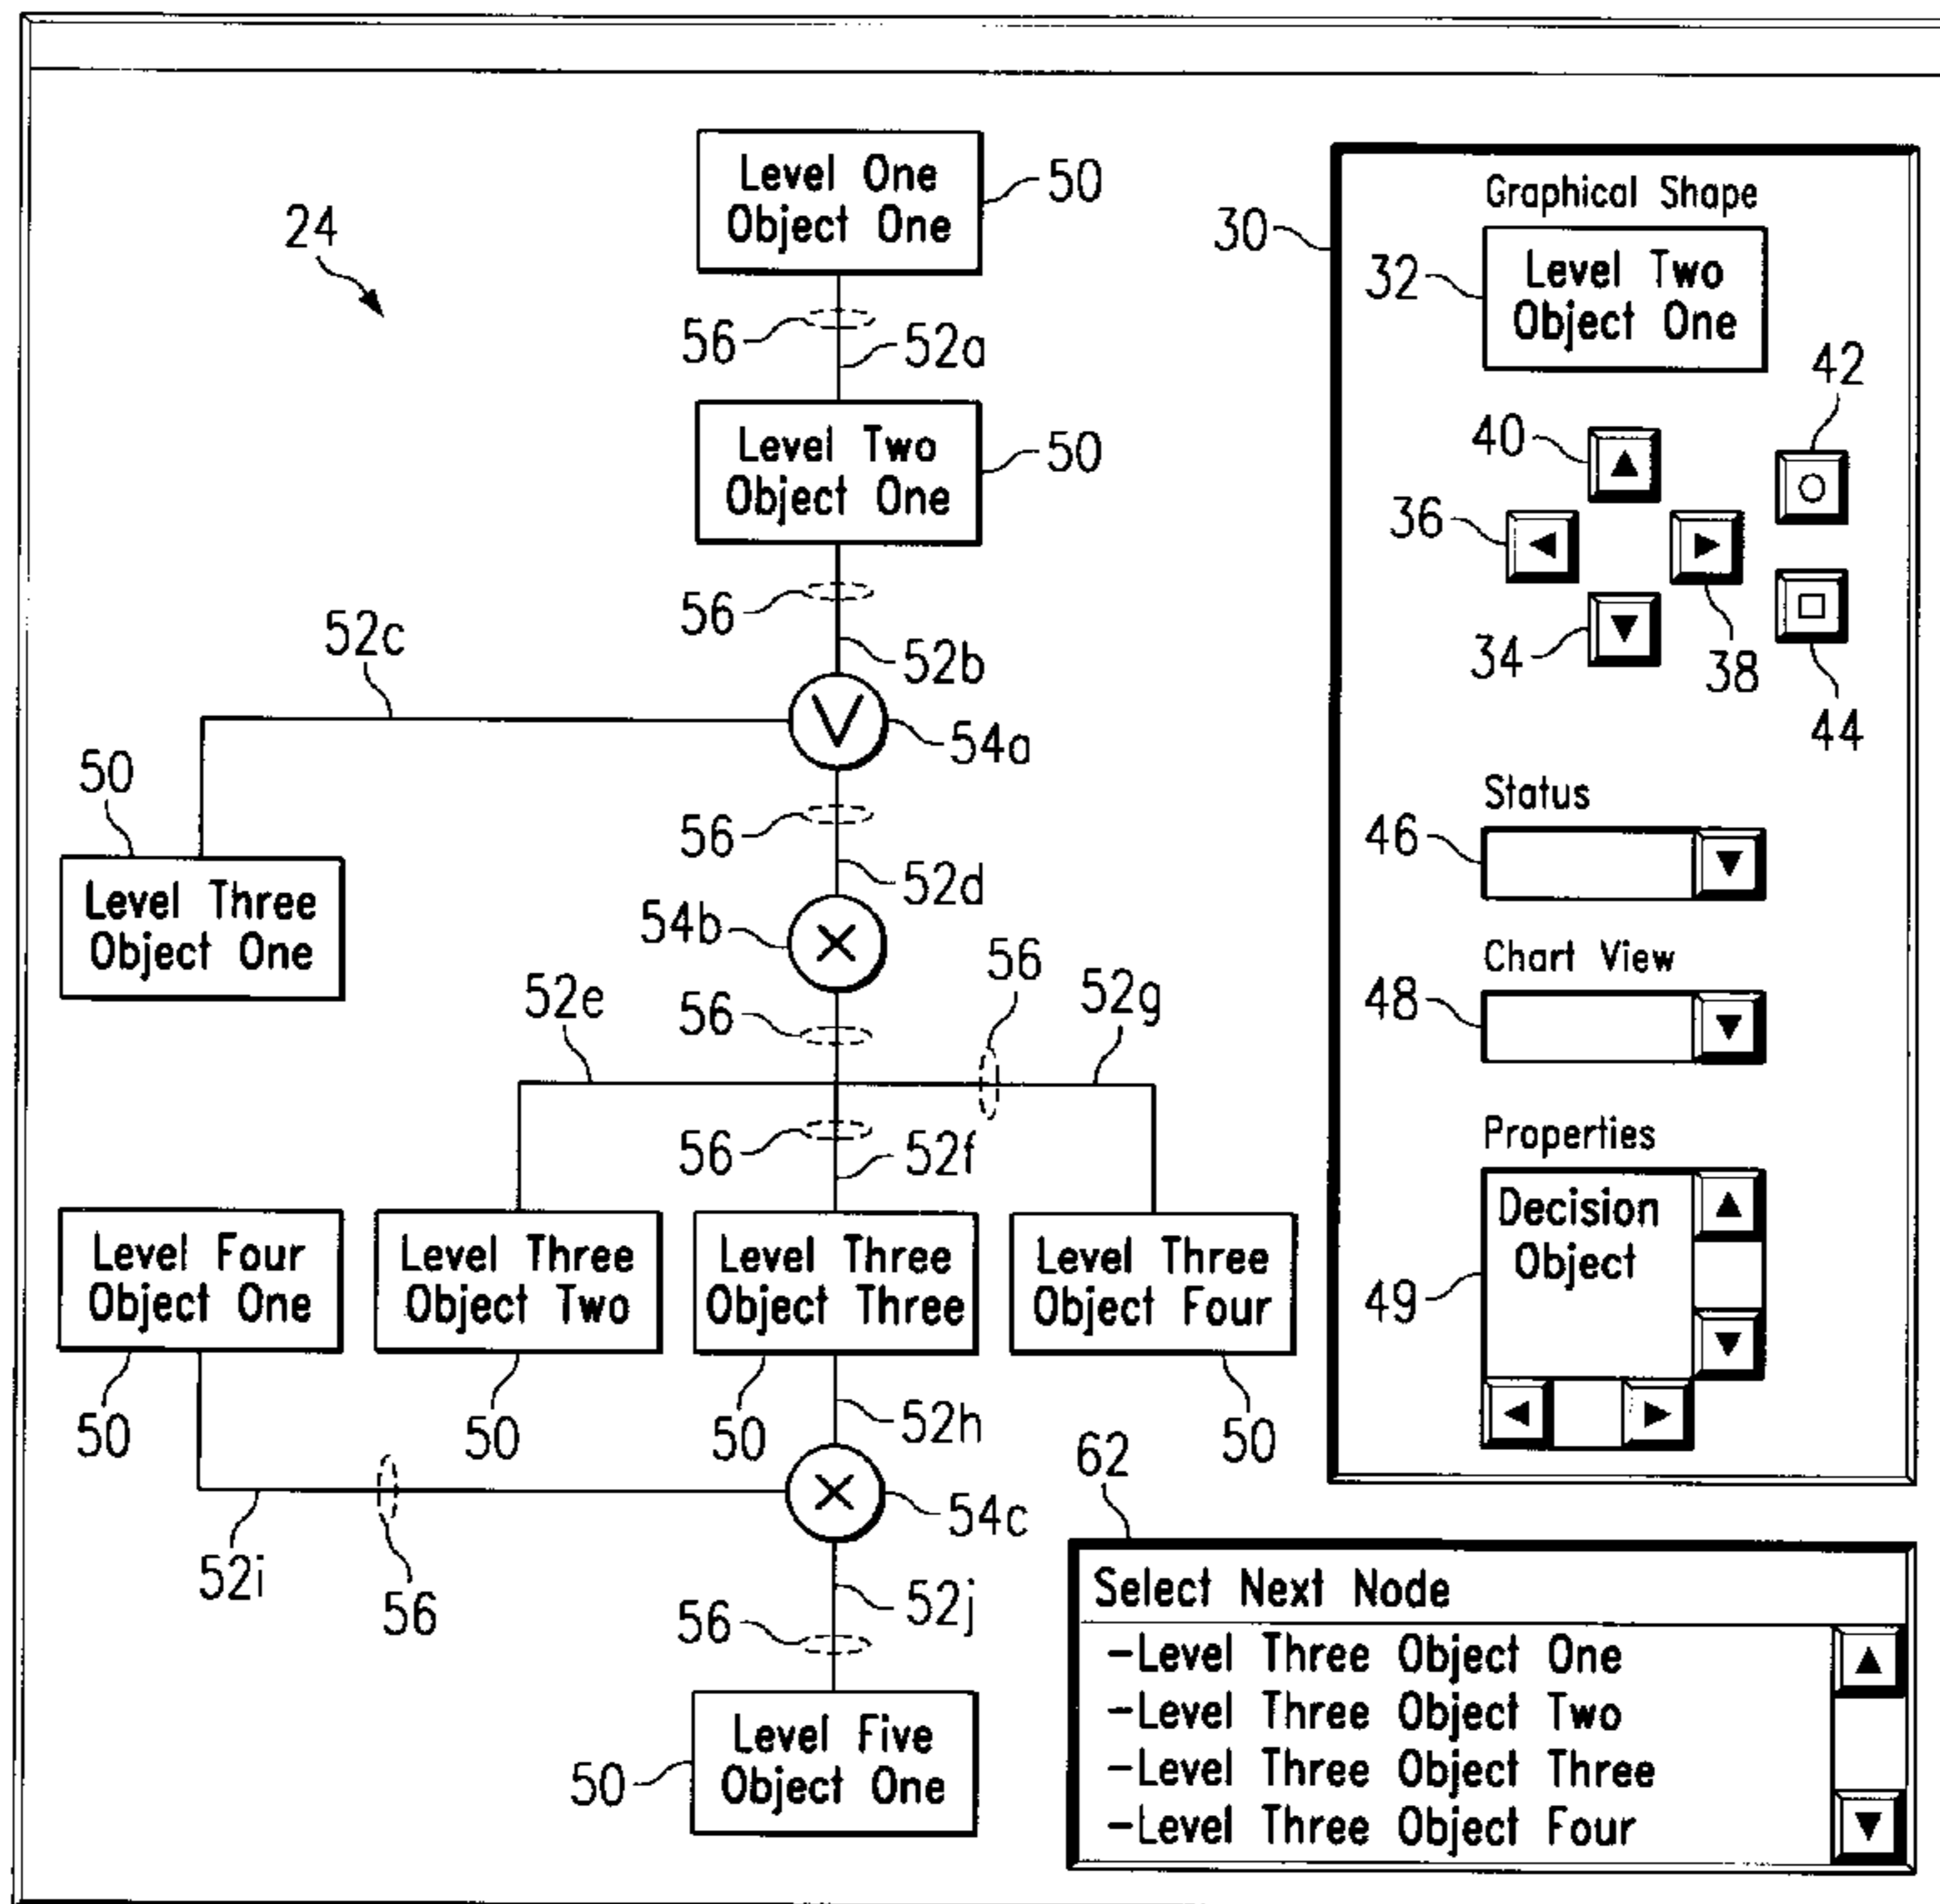 24
Level One
Object One
50
56
52a
Level Two
Object One
50
56
52b
52c
V
54a
50
Level Three
Object One
56
52d
54b
X
56
52e
56
52g
56
52f
Level Four
Object One
50
Level Three
Object Two
50
Level Three
Object Three
50
Level Three
Object Four
50
52h
X
54c
52i
56
52j
56
Level Five
Object One
50
30
Graphical Shape
32
Level Two
Object One
42
40
36
34
38
44
Status
46
Chart View
48
Properties
Decision
Object
49
62
Select Next Node
-Level Three Object One
-Level Three Object Two
-Level Three Object Three
-Level Three Object Four